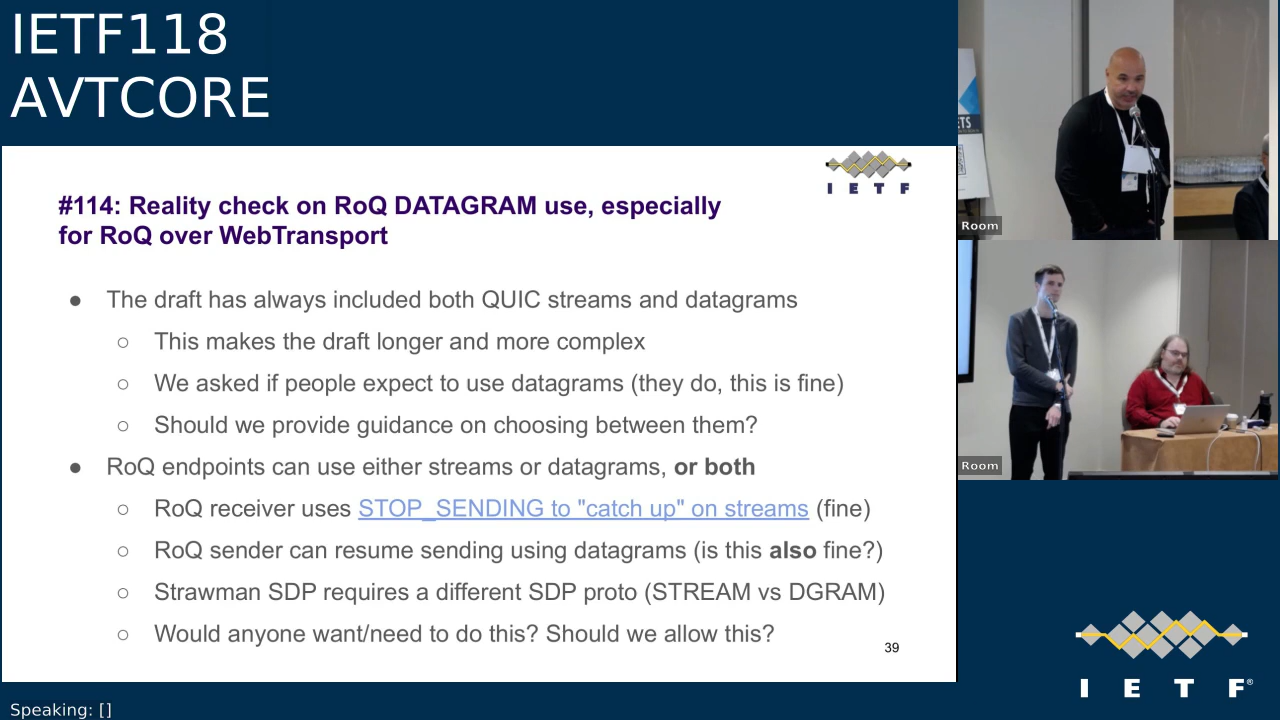 IETF118
AVTCORE
I E T F
#114: Reality check on RoQ DATAGRAM use, especially
for RoQ over WebTransport
● The draft has always included both QUIC streams and datagrams
○ This makes the draft longer and more complex
○ We asked if people expect to use datagrams (they do, this is fine)
○ Should we provide guidance on choosing between them?
● RoQ endpoints can use either streams or datagrams, or both
○ RoQ receiver uses STOP_SENDING to "catch up" on streams (fine)
○ RoQ sender can resume sending using datagrams (is this also fine?)
○ Strawman SDP requires a different SDP proto (STREAM vs DGRAM)
○ Would anyone want/need to do this? Should we allow this?
39
ETS
Room
Room
I E T F®
Speaking: []